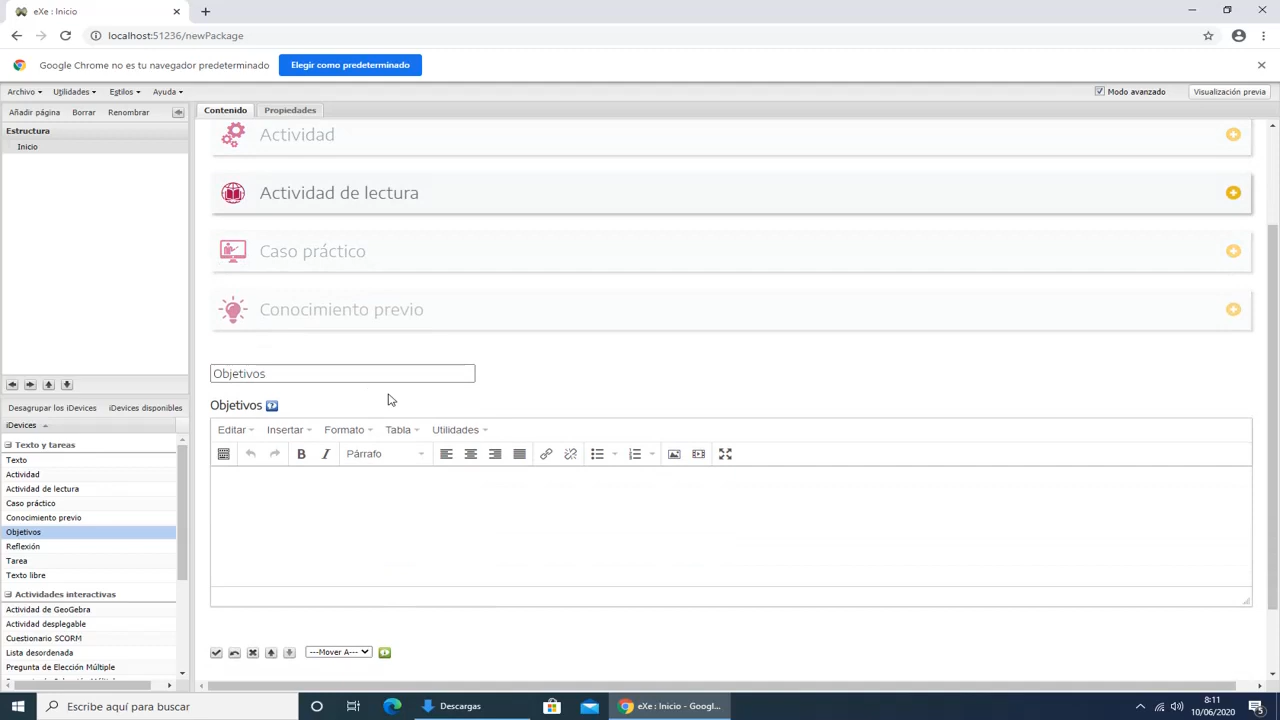 eXe : Inicio
localhost:51236/newPackage
Google Chrome no es tu navegador predeterminado
Elegir como predeterminado
Archivo
Utilidades
Estilos
Ayuda
Modo avanzado
Visualización previa
Añadir página
Borrar
Renombrar
Contenido
Propiedades
Estructura
Inicio
Actividad
Actividad de lectura
Caso práctico
Conocimiento previo
Objetivos
Objetivos
Editar
Insertar
Formato
Tabla
Utilidades
B
I
Párrafo
---Mover A---
Desagrupar los iDevices
iDevices disponibles
iDevices
Texto y tareas
Texto
Actividad
Actividad de lectura
Caso práctico
Conocimiento previo
Objetivos
Reflexión
Tarea
Texto libre
Actividades interactivas
Actividad de GeoGebra
Actividad desplegable
Cuestionario SCORM
Lista desordenada
Pregunta de Elección Múltiple
Escribe aquí para buscar
Descargas
eXe : Inicio - Googl...
8:11
10/06/2020
5